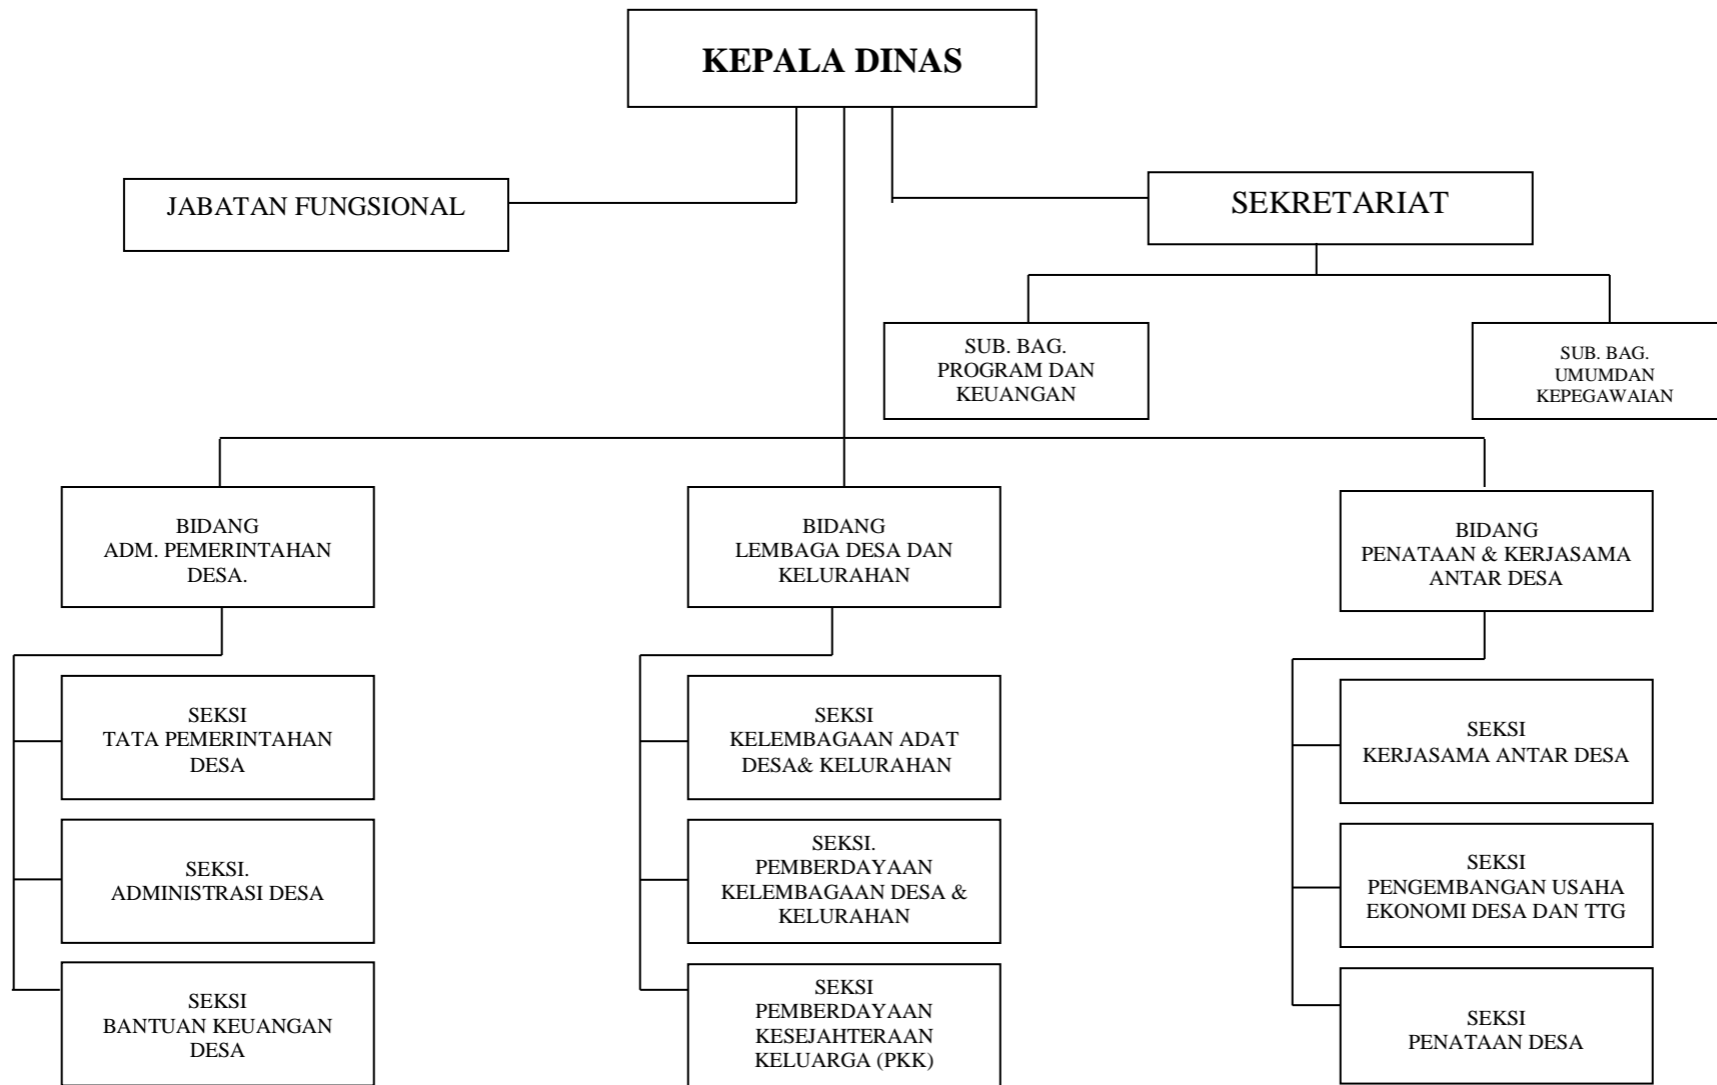 KEPALA DINAS
JABATAN FUNGSIONAL
SEKRETARIAT
SUB. BAG.
PROGRAM DAN
KEUANGAN
SUB. BAG.
UMUMDAN
KEPEGAWAIAN
BIDANG
ADM. PEMERINTAHAN
DESA.
BIDANG
LEMBAGA DESA DAN
KELURAHAN
BIDANG
PENATAAN & KERJASAMA
ANTAR DESA
SEKSI
TATA PEMERINTAHAN
DESA
SEKSI
KELEMBAGAAN ADAT
DESA& KELURAHAN
SEKSI
KERJASAMA ANTAR DESA
SEKSI.
ADMINISTRASI DESA
SEKSI.
PEMBERDAYAAN
KELEMBAGAAN DESA &
KELURAHAN
SEKSI
PENGEMBANGAN USAHA
EKONOMI DESA DAN TTG
SEKSI
BANTUAN KEUANGAN
DESA
SEKSI
PEMBERDAYAAN
KESEJAHTERAAN
KELUARGA (PKK)
SEKSI
PENATAAN DESA